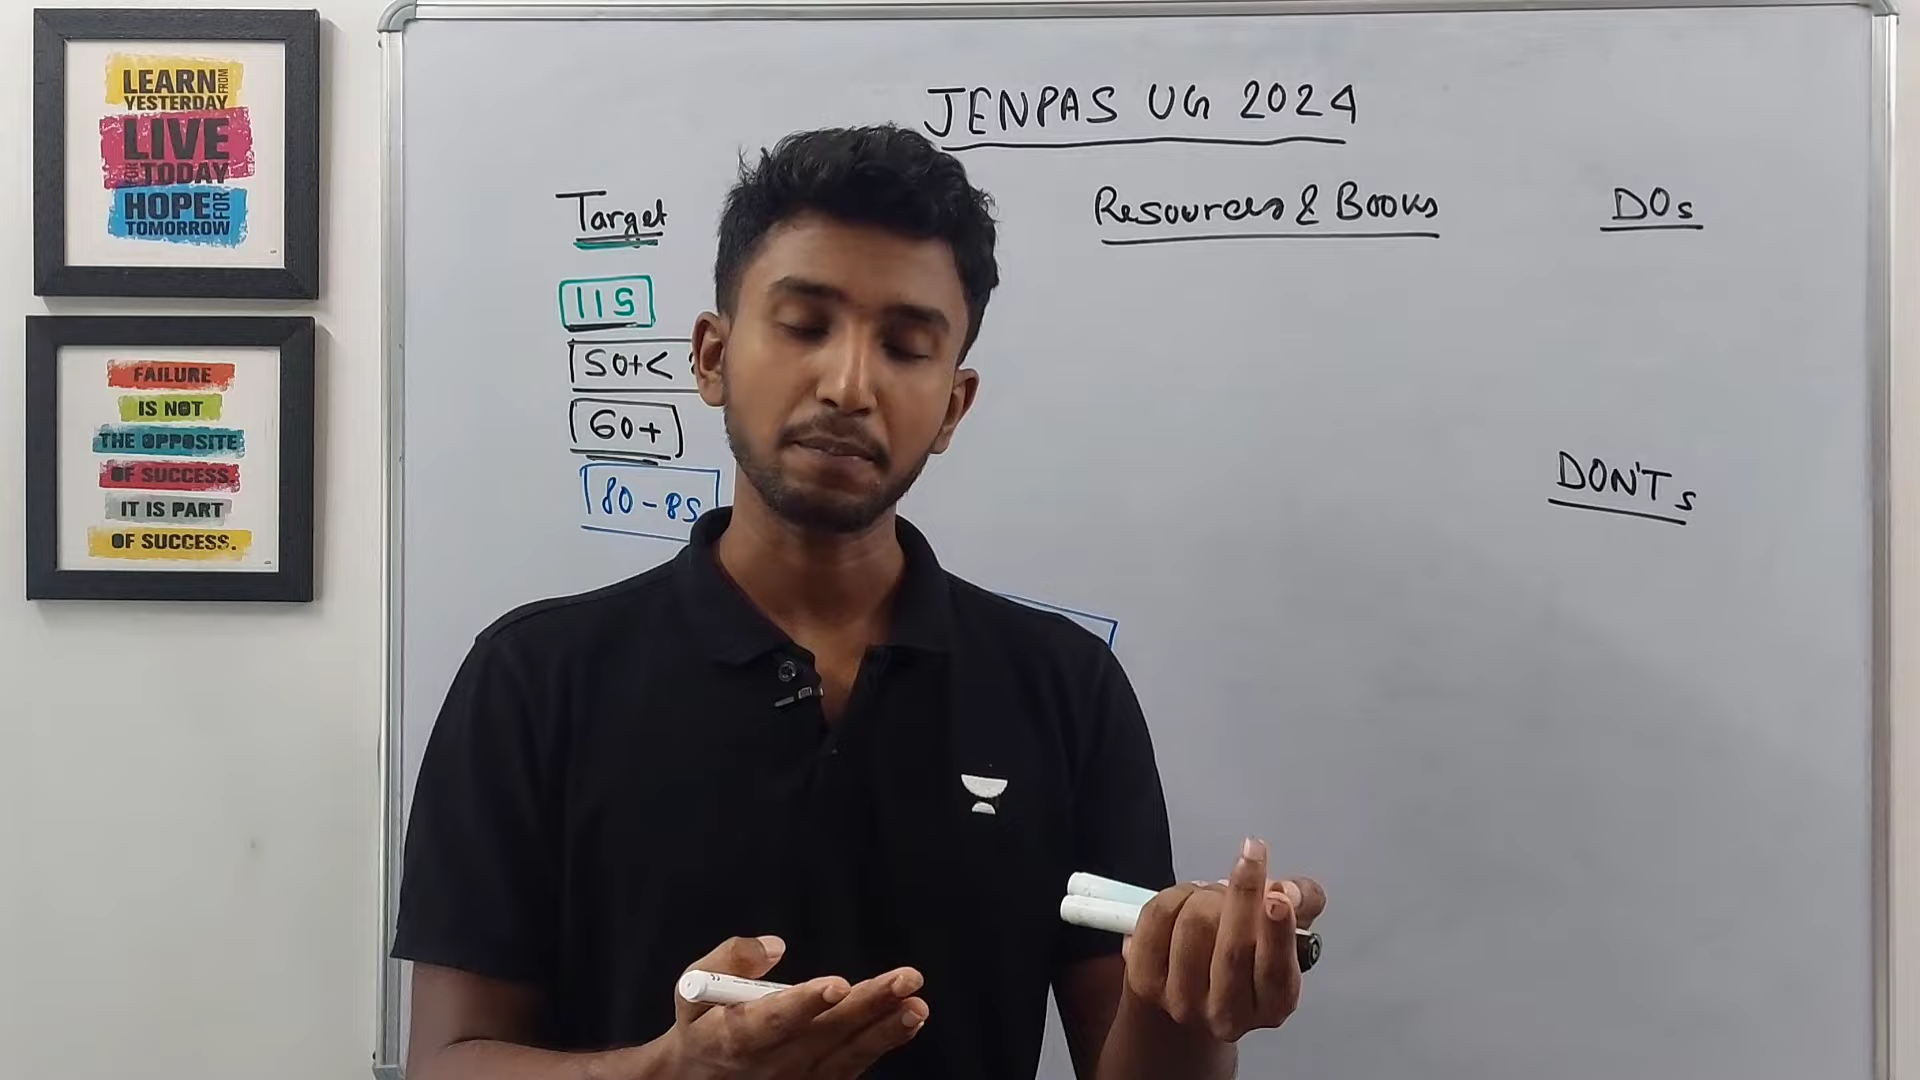 LEARN FROM
YESTERDAY
LIVE
FOR TODAY
HOPE FOR
TOMORROW
FAILURE
IS NOT
THE OPPOSITE
OF SUCCESS.
IT IS PART
OF SUCCESS.
JENPAS UG 2024
Target
115
50+<
60+
80-85
Resources & Books
DOs
DON'Ts